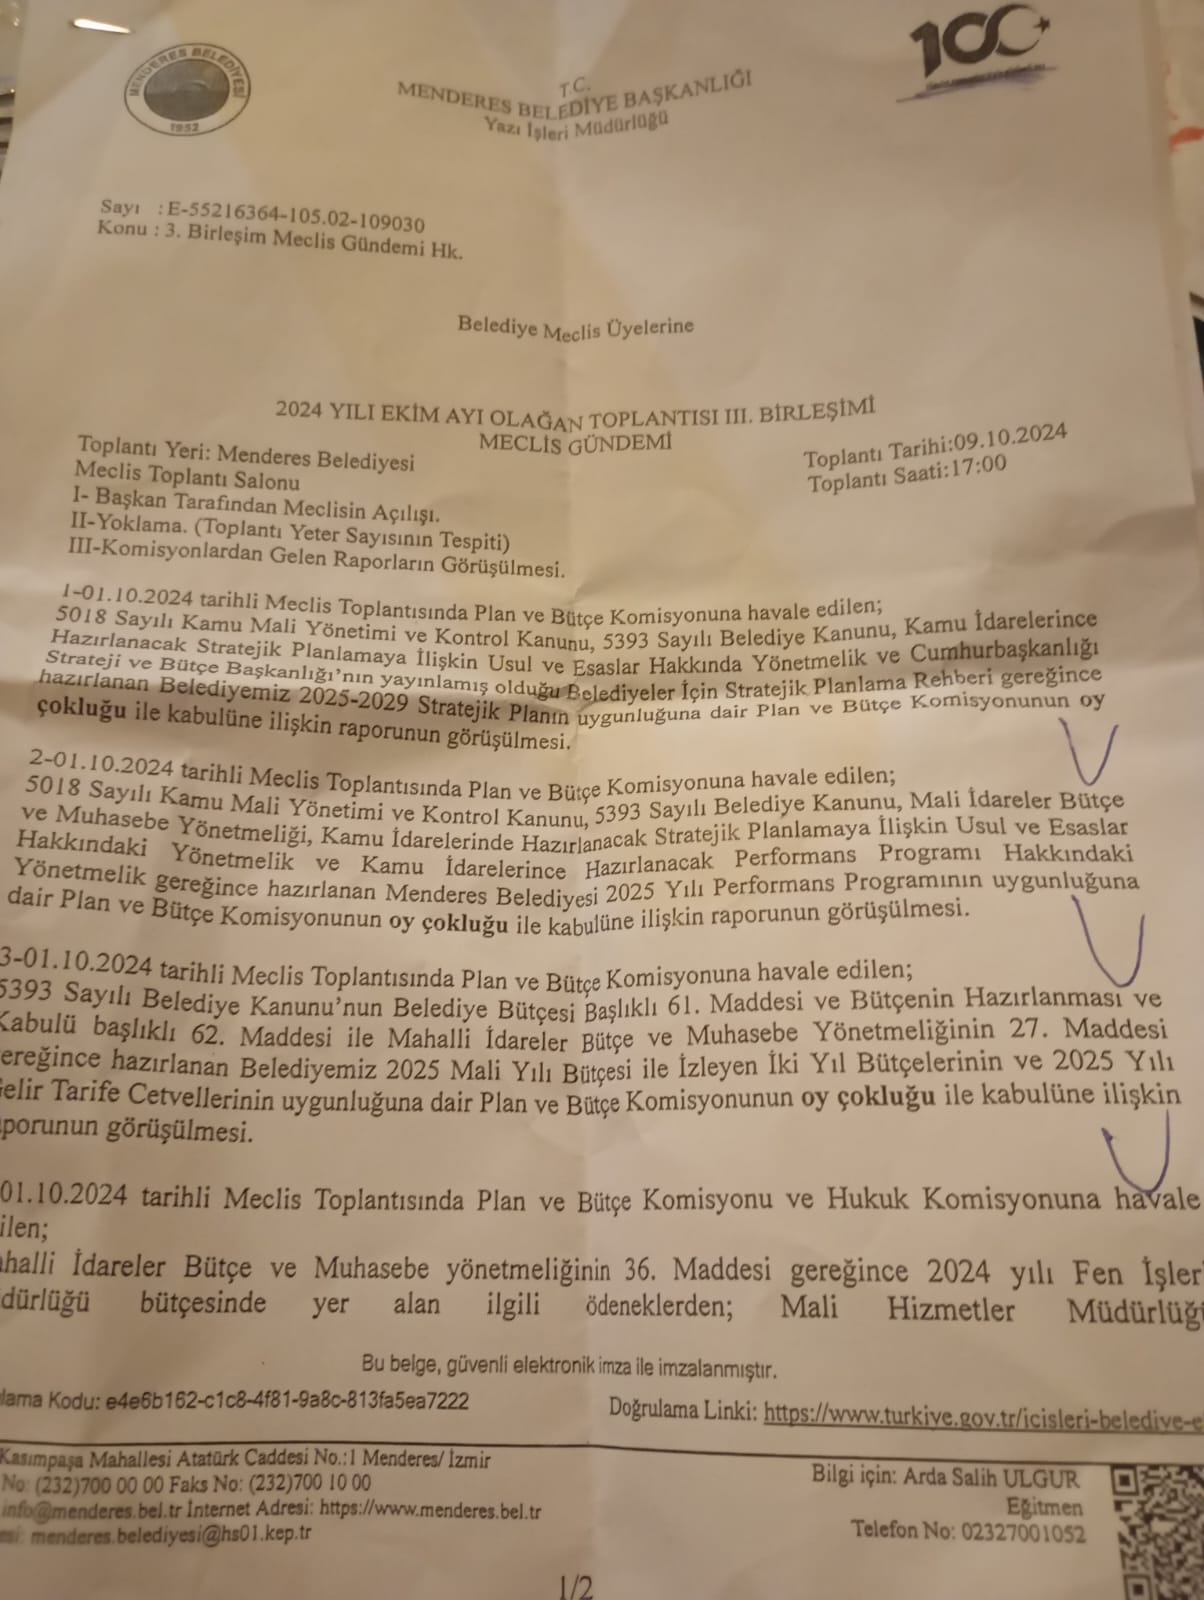 MENDERES BELEDİYESİ
1952
100
T.C.
MENDERES BELEDİYE BAŞKANLIĞI
Yazı İşleri Müdürlüğü
Sayı : E-55216364-105.02-109030
Konu : 3. Birleşim Meclis Gündemi Hk.
Belediye Meclis Üyelerine
2024 YILI EKİM AYI OLAĞAN TOPLANTISI III. BİRLEŞİMİ
MECLİS GÜNDEMİ
Toplantı Yeri: Menderes Belediyesi
Meclis Toplantı Salonu
Toplantı Tarihi:09.10.2024
Toplantı Saati:17:00
I- Başkan Tarafından Meclisin Açılışı.
II-Yoklama. (Toplantı Yeter Sayısının Tespiti)
III-Komisyonlardan Gelen Raporların Görüşülmesi.
1-01.10.2024 tarihli Meclis Toplantısında Plan ve Bütçe Komisyonuna havale edilen;
5018 Sayılı Kamu Mali Yönetimi ve Kontrol Kanunu, 5393 Sayılı Belediye Kanunu, Kamu İdarelerince
Hazırlanacak Stratejik Planlamaya İlişkin Usul ve Esaslar Hakkında Yönetmelik ve Cumhurbaşkanlığı
Strateji ve Bütçe Başkanlığı'nın yayınlamış olduğu Belediyeler İçin Stratejik Planlama Rehberi gereğince
hazırlanan Belediyemiz 2025-2029 Stratejik Planın uygunluğuna dair Plan ve Bütçe Komisyonunun oy
çokluğu ile kabulüne ilişkin raporunun görüşülmesi.
2-01.10.2024 tarihli Meclis Toplantısında Plan ve Bütçe Komisyonuna havale edilen;
5018 Sayılı Kamu Mali Yönetimi ve Kontrol Kanunu, 5393 Sayılı Belediye Kanunu, Mali İdareler Bütçe
ve Muhasebe Yönetmeliği, Kamu İdarelerinde Hazırlanacak Stratejik Planlamaya İlişkin Usul ve Esaslar
Hakkındaki Yönetmelik ve Kamu İdarelerince Hazırlanacak Performans Programı Hakkındaki
Yönetmelik gereğince hazırlanan Menderes Belediyesi 2025 Yılı Performans Programının uygunluğuna
dair Plan ve Bütçe Komisyonunun oy çokluğu ile kabulüne ilişkin raporunun görüşülmesi.
3-01.10.2024 tarihli Meclis Toplantısında Plan ve Bütçe Komisyonuna havale edilen;
5393 Sayılı Belediye Kanunu'nun Belediye Bütçesi Başlıklı 61. Maddesi ve Bütçenin Hazırlanması ve
Kabulü başlıklı 62. Maddesi ile Mahalli İdareler Bütçe ve Muhasebe Yönetmeliğinin 27. Maddesi
ereğince hazırlanan Belediyemiz 2025 Mali Yılı Bütçesi ile İzleyen İki Yıl Bütçelerinin ve 2025 Yılı
Gelir Tarife Cetvellerinin uygunluğuna dair Plan ve Bütçe Komisyonunun oy çokluğu ile kabulüne ilişkin
porunun görüşülmesi.
01.10.2024 tarihli Meclis Toplantısında Plan ve Bütçe Komisyonu ve Hukuk Komisyonuna havale
ilen;
ahalli İdareler Bütçe ve Muhasebe yönetmeliğinin 36. Maddesi gereğince 2024 yılı Fen İşler
dürlüğü bütçesinde yer alan ilgili ödeneklerden; Mali Hizmetler Müdürlüğü
Bu belge, güvenli elektronik imza ile imzalanmıştır.
lama Kodu: e4e6b162-c1c8-4f81-9a8c-813fa5ea7222
Doğrulama Linki: https://www.turkiye.gov.tr/icisleri-belediye-e
Kasımpaşa Mahallesi Atatürk Caddesi No.:1 Menderes/ İzmir
No: (232)700 00 00 Faks No: (232)700 10 00
info@menderes.bel.tr İnternet Adresi: https://www.menderes.bel.tr
esi: menderes.belediyesi@hs01.kep.tr
Bilgi için: Arda Salih ULGUR
Eğitmen
Telefon No: 02327001052
1/2